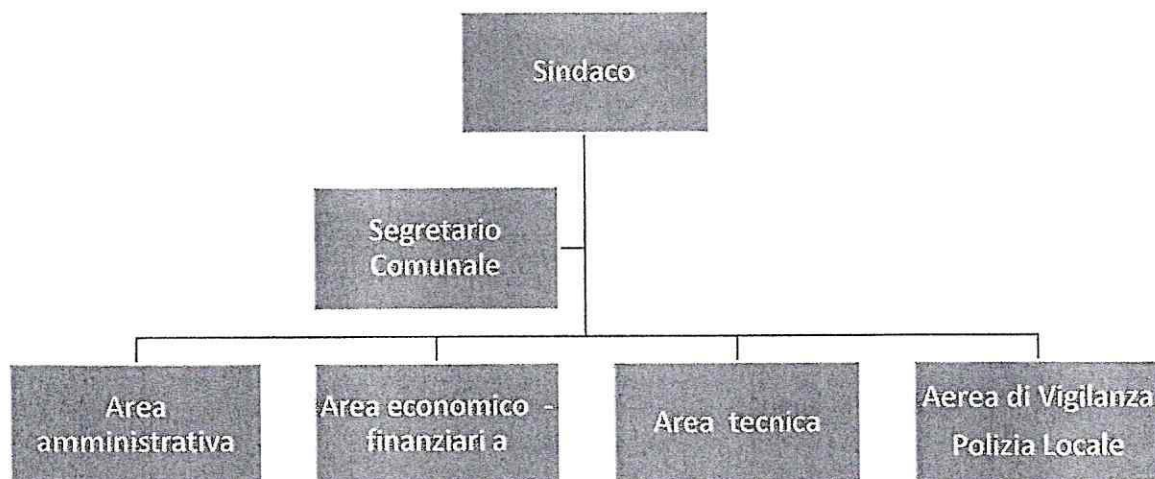 Sindaco
Segretario
Comunale
Area
amministrativa
Area economico -
finanziari a
Area tecnica
Aerea di Vigilanza
Polizia Locale